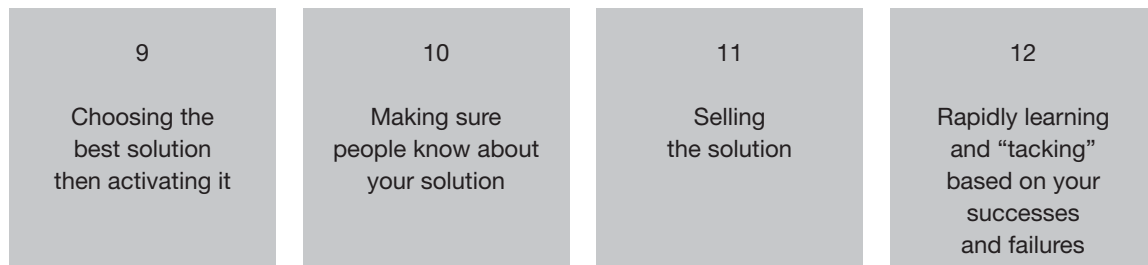 9
Choosing the
best solution
then activating it
10
Making sure
people know about
your solution
11
Selling
the solution
12
Rapidly learning
and “tacking”
based on your
successes
and failures